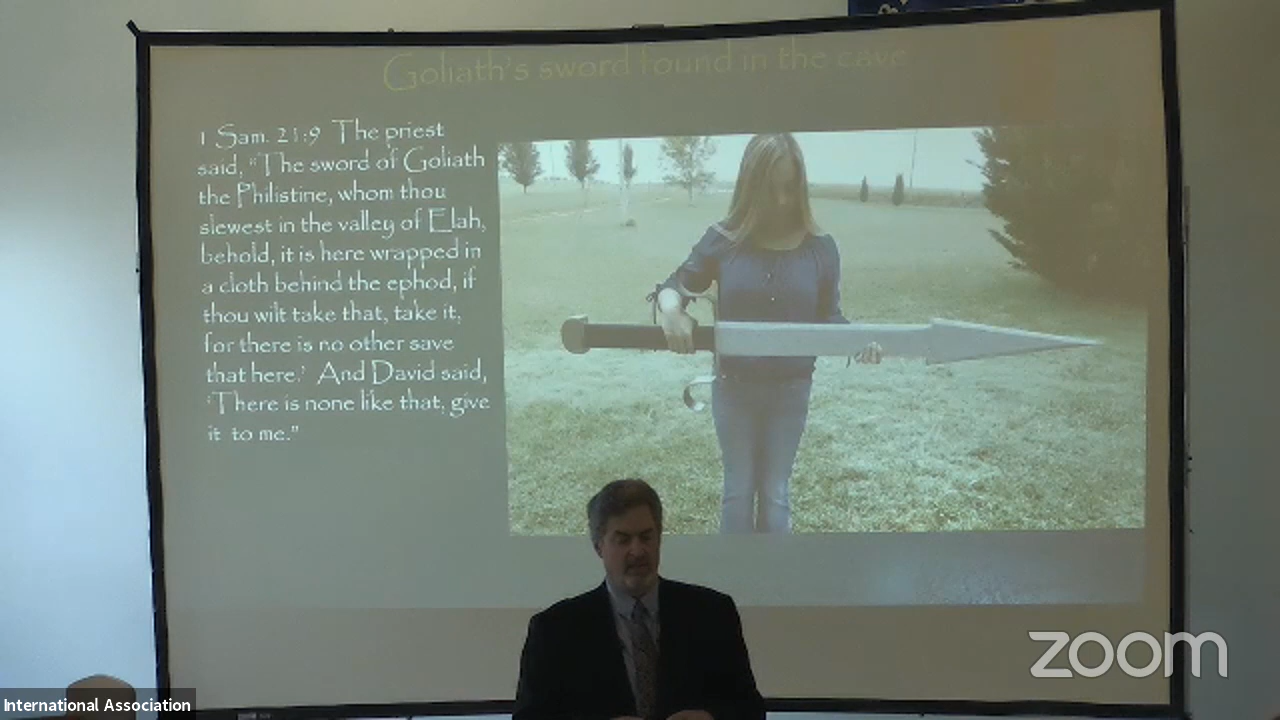 Goliath's sword found in the cave
1 Sam. 21:9 The priest
said, "The sword of Goliath
the Philistine, whom thou
slewest in the valley of Elah,
behold, it is here wrapped in
a cloth behind the ephod, if
thou wilt take that, take it,
for there is no other save
that here.' And David said,
'There is none like that, give
it to me."
zoom
International Association